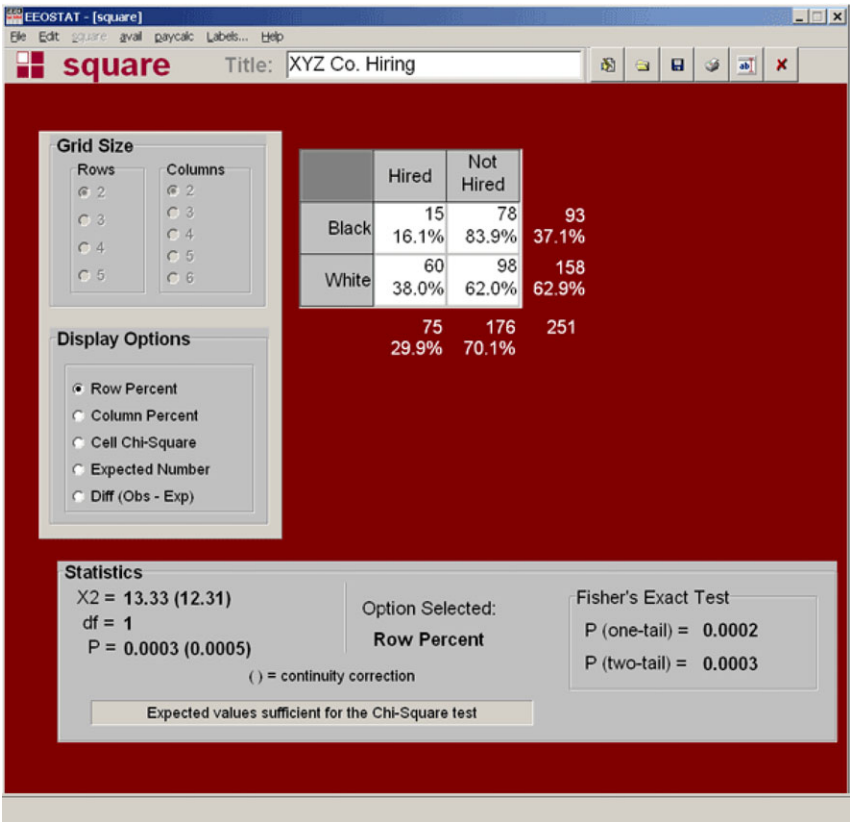 EEOSTAT - [square]
File Edit square avail paycalc Labels... Help
square Title: XYZ Co. Hiring
Grid Size
Rows Columns
2 2
3 3
4 4
5 5
6
Hired Not Hired
Black 15 78 93
16.1% 83.9% 37.1%
White 60 98 158
38.0% 62.0% 62.9%
75 176 251
29.9% 70.1%
Display Options
Row Percent
Column Percent
Cell Chi-Square
Expected Number
Diff (Obs - Exp)
Statistics
X2 = 13.33 (12.31)
df = 1
P = 0.0003 (0.0005)
( ) = continuity correction
Option Selected:
Row Percent
Fisher's Exact Test
P (one-tail) = 0.0002
P (two-tail) = 0.0003
Expected values sufficient for the Chi-Square test